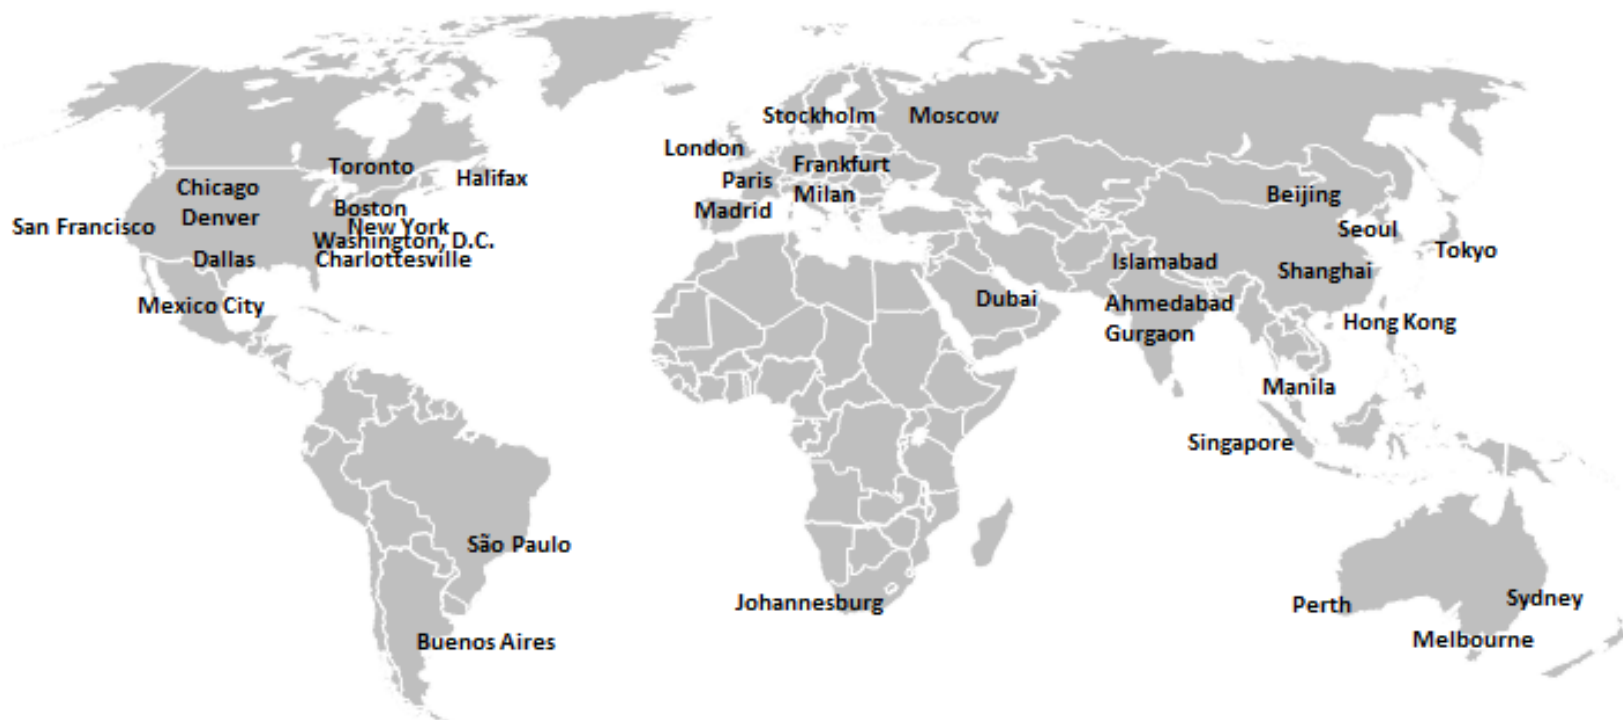 Stockholm
Moscow
London
Frankfurt
Toronto
Halifax
Paris
Milan
Chicago
Beijing
Boston
Madrid
Denver
San Francisco
New York
Seoul
Washington, D.C.
Tokyo
Dallas
Charlottesville
Islamabad
Shanghai
Dubai
Mexico City
Ahmedabad
Hong Kong
Gurgaon
Manila
Singapore
São Paulo
Johannesburg
Perth
Sydney
Buenos Aires
Melbourne